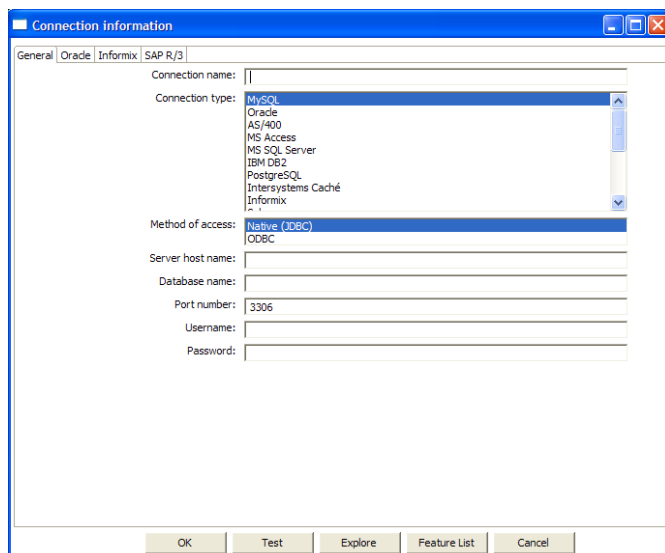 Connection information
General Oracle Informix SAP R/3
Connection name:
Connection type: MySQL
Oracle
AS/400
MS Access
MS SQL Server
IBM DB2
PostgreSQL
Intersystems Caché
Informix
Method of access: Native (JDBC)
ODBC
Server host name:
Database name:
Port number: 3306
Username:
Password:
OK Test Explore Feature List Cancel